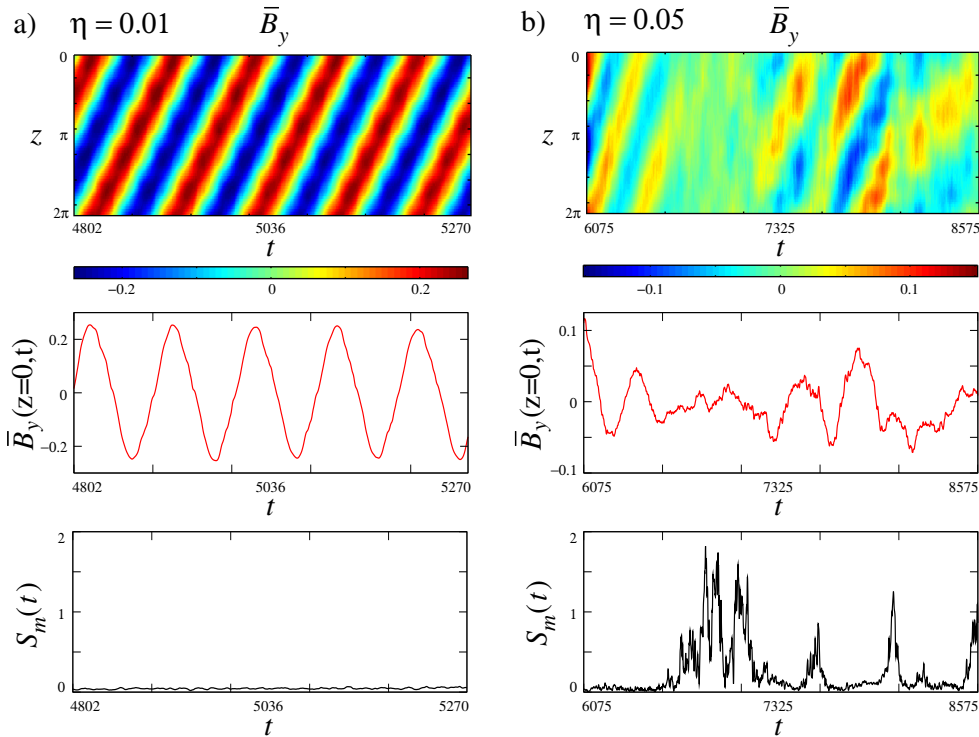 a) η = 0.01 B̅y
0
z
π
2π
4802 5036 5270
t
−0.2 0 0.2
0.2
B̅y(z=0,t)
0
−0.2
4802 5036 5270
t
2
Sm(t)
1
0
4802 5036 5270
t
b) η = 0.05 B̅y
0
z
π
2π
6075 7325 8575
t
−0.1 0 0.1
0.1
B̅y(z=0,t)
0
−0.1
6075 7325 8575
t
2
Sm(t)
1
0
6075 7325 8575
t